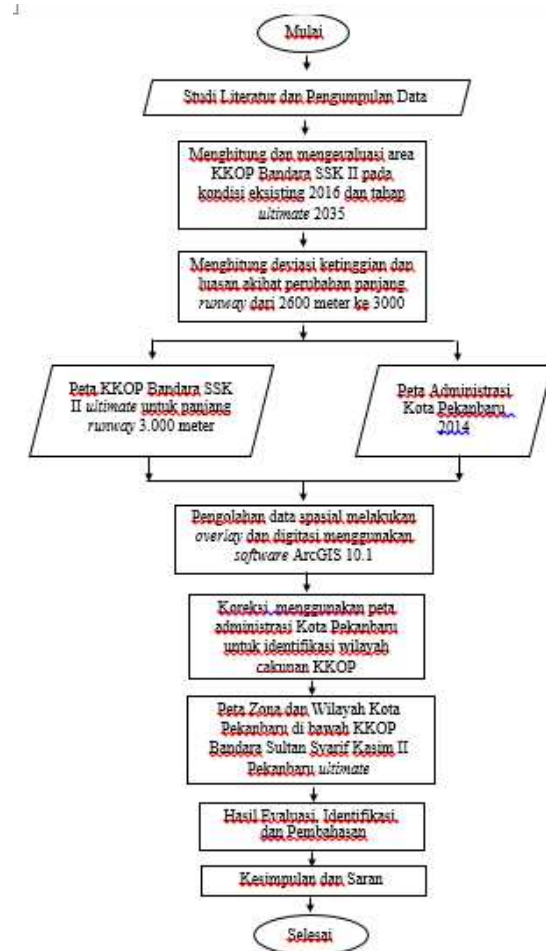 Mulai
Studi Literatur dan Pengumpulan Data
Menghitung dan mengevaluasi area
KKOP Bandara SSK II pada
kondisi eksisting 2016 dan tahap
ultimate 2035
Menghitung deviasi ketinggian dan
luasan akibat perubahan panjang
runway dari 2600 meter ke 3000
Peta KKOP Bandara SSK
II ultimate untuk panjang
runway 3.000 meter
Peta Administrasi
Kota Pekanbaru
2014
Pengolahan data spasial melakukan
overlay dan digitasi menggunakan
software ArcGIS 10.1
Koreksi menggunakan peta
administrasi Kota Pekanbaru
untuk identifikasi wilayah
cakupan KKOP
Peta Zona dan Wilayah Kota
Pekanbaru di bawah KKOP
Bandara Sultan Syarif Kasim II
Pekanbaru ultimate
Hasil Evaluasi, Identifikasi,
dan Pembahasan
Kesimpulan dan Saran
Selesai